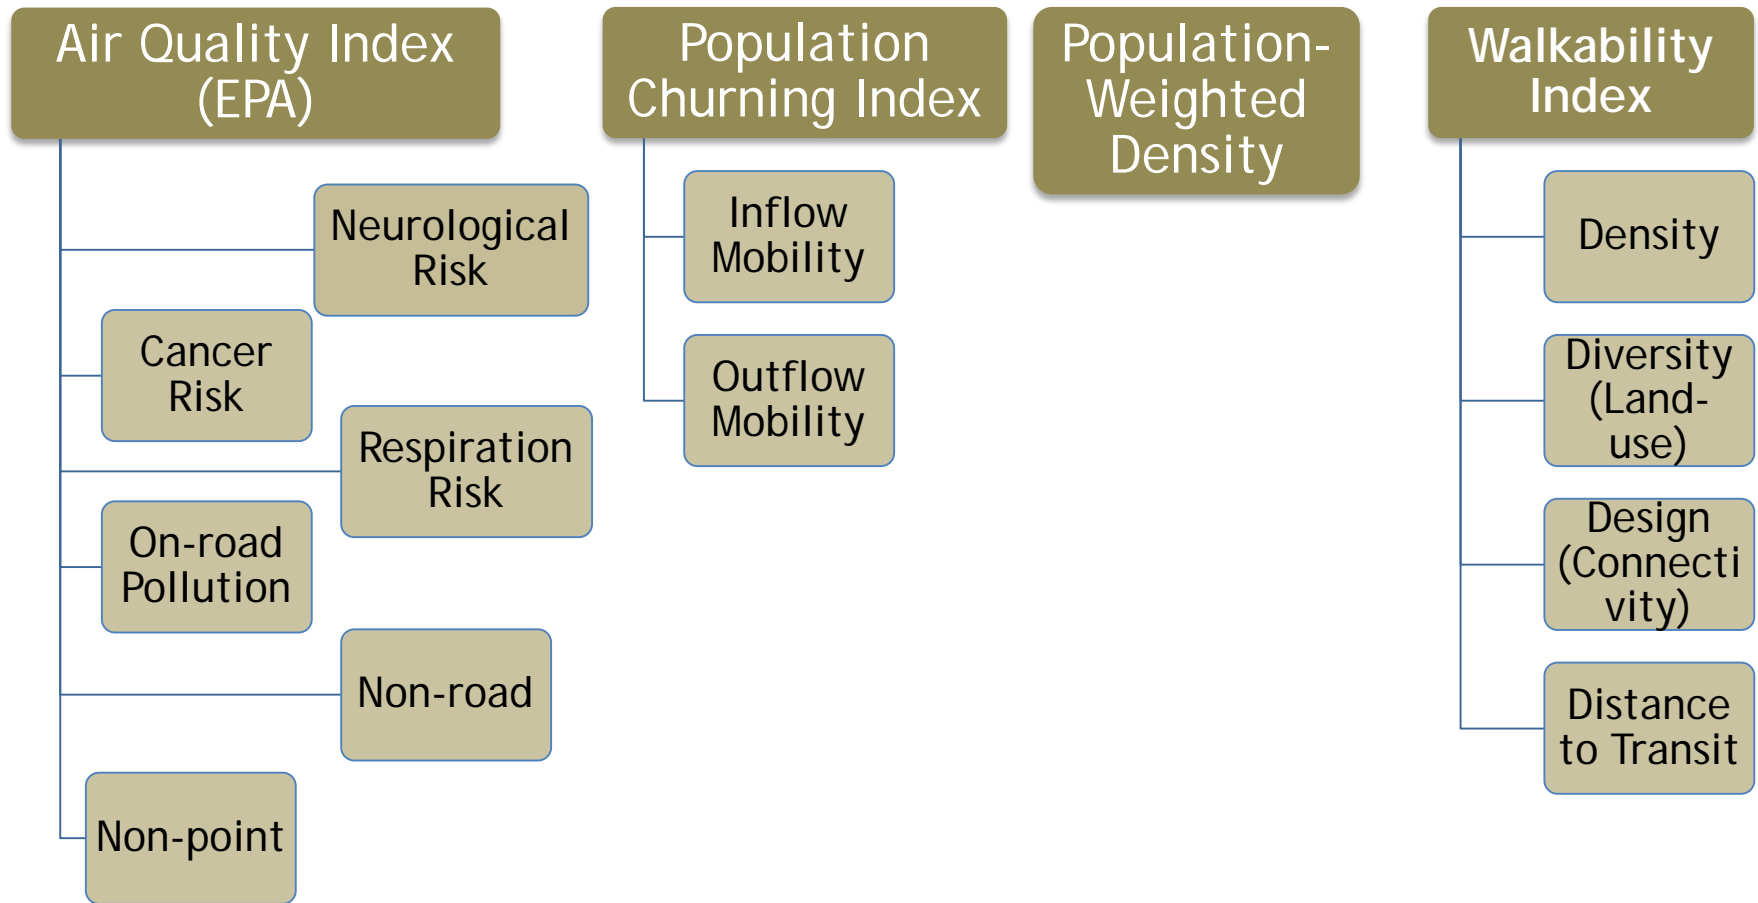 Air Quality Index
(EPA)
Neurological
Risk
Cancer
Risk
Respiration
Risk
On-road
Pollution
Non-road
Non-point
Population
Churning Index
Inflow
Mobility
Outflow
Mobility
Population-
Weighted
Density
Walkability
Index
Density
Diversity
(Land-
use)
Design
(Connecti
vity)
Distance
to Transit